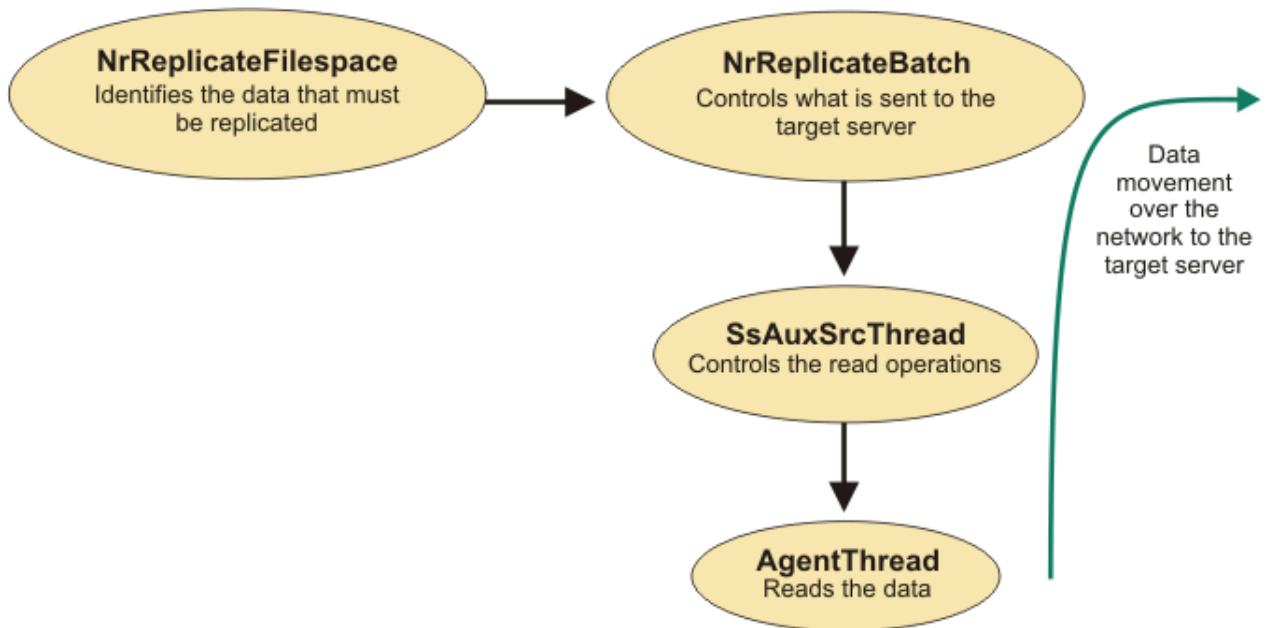 NrReplicateFilespace
Identifies the data that must
be replicated
NrReplicateBatch
Controls what is sent to the
target server
Data
movement
over the
network to the
target server
SsAuxSrcThread
Controls the read operations
AgentThread
Reads the data